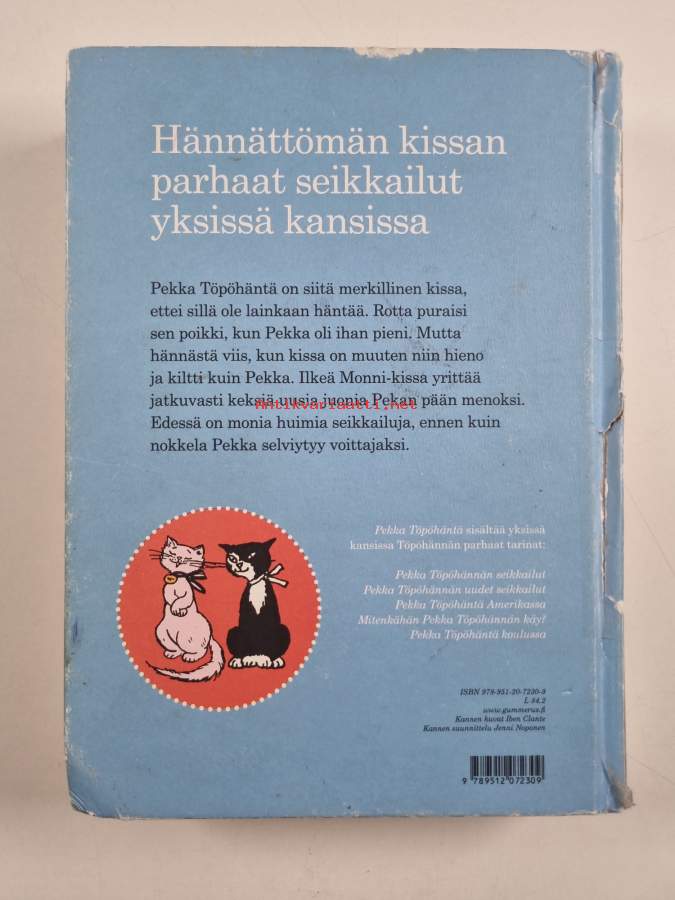 Hännättömän kissan
parhaat seikkailut
yksissä kansissa
Pekka Töpöhäntä on siitä merkillinen kissa,
ettei sillä ole lainkaan häntää. Rotta puraisi
sen poikki, kun Pekka oli ihan pieni. Mutta
hännästä viis, kun kissa on muuten niin hieno
ja kiltti kuin Pekka. Ilkeä Monni-kissa yrittää
jatkuvasti keksiä uusia juonia Pekan pään menoksi.
Antikvariaatti.net
Edessä on monia huimia seikkailuja, ennen kuin
nokkela Pekka selviytyy voittajaksi.
Pekka Töpöhäntä sisältää yksissä
kansissa Töpöhännän parhaat tarinat:
Pekka Töpöhännän seikkailut
Pekka Töpöhännän uudet seikkailut
Pekka Töpöhäntä Amerikassa
Mitenkähän Pekka Töpöhännän käy?
Pekka Töpöhäntä koulussa
ISBN 978-951-20-7230-9
L 84.2
www.gummerus.fi
Kannen kuvat Iben Clante
Kannen suunnittelu Jenni Noponen
9 789512 072309